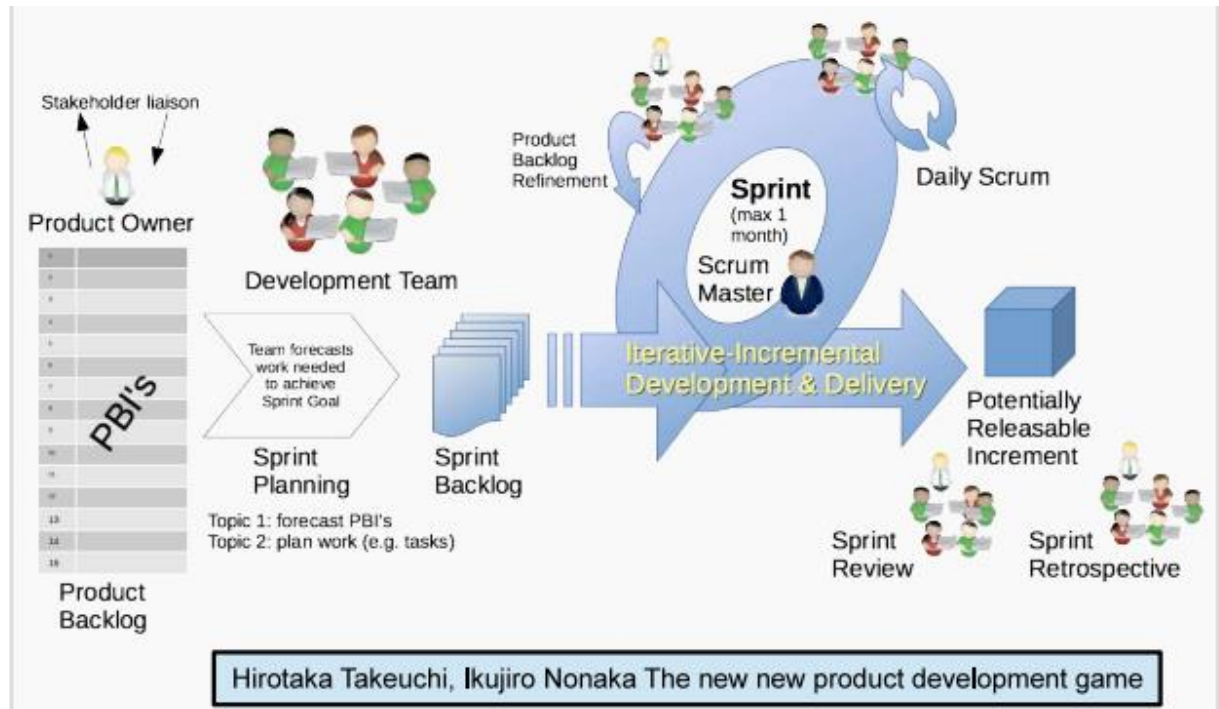 Stakeholder liaison
Product Owner
PBI's
13
14
Product
Backlog
Development Team
Team forecasts
work needed
to achieve
Sprint Goal
Sprint
Planning
Topic 1: forecast PBI's
Topic 2: plan work (e.g. tasks)
Sprint
Backlog
Product
Backlog
Refinement
Sprint
(max 1
month)
Scrum
Master
Daily Scrum
Iterative-Incremental
Development & Delivery
Potentially
Releasable
Increment
Sprint
Review
Sprint
Retrospective
Hirotaka Takeuchi, Ikujiro Nonaka The new new product development game